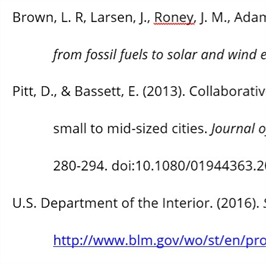 Brown, L. R, Larsen, J., Roney, J. M., Adam
from fossil fuels to solar and wind e
Pitt, D., & Bassett, E. (2013). Collaborativ
small to mid-sized cities. Journal o
280-294. doi:10.1080/01944363.2
U.S. Department of the Interior. (2016). S
http://www.blm.gov/wo/st/en/pro